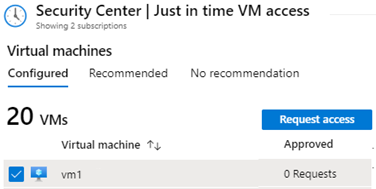 Security Center | Just in time VM access
Showing 2 subscriptions
Virtual machines
Configured Recommended No recommendation
20 VMs
Request access
Virtual machine ↑↓ Approved
vm1 0 Requests